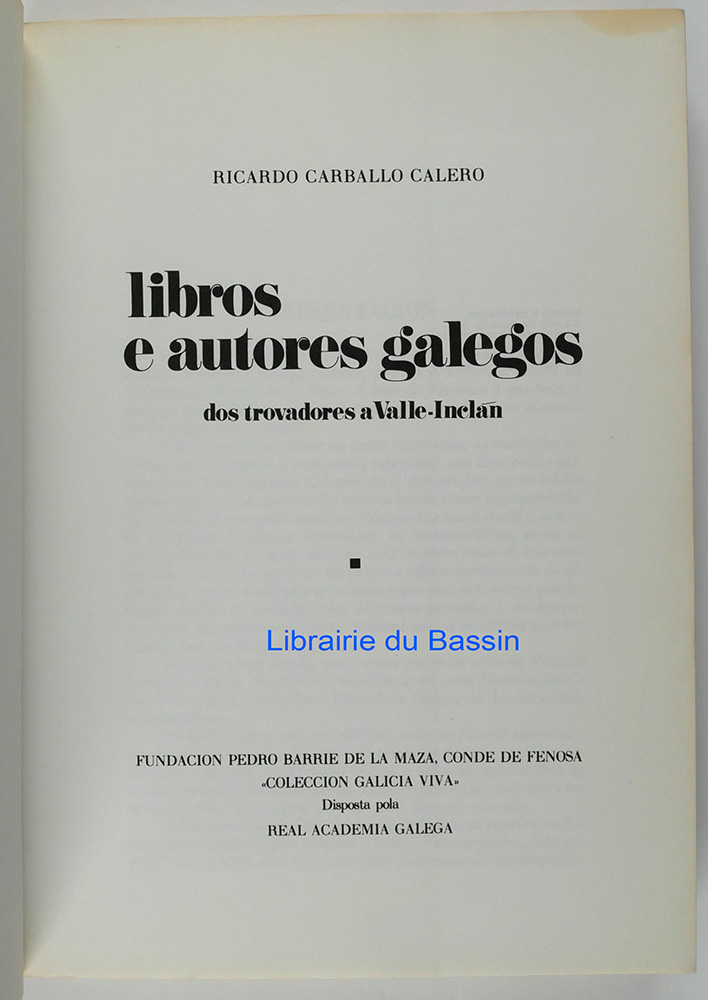 RICARDO CARBALLO CALERO
libros
e autores galegos
dos trovadores a Valle-Inclán
Librairie du Bassin
FUNDACION PEDRO BARRIE DE LA MAZA, CONDE DE FENOSA
«COLECCION GALICIA VIVA»
Disposta pola
REAL ACADEMIA GALEGA